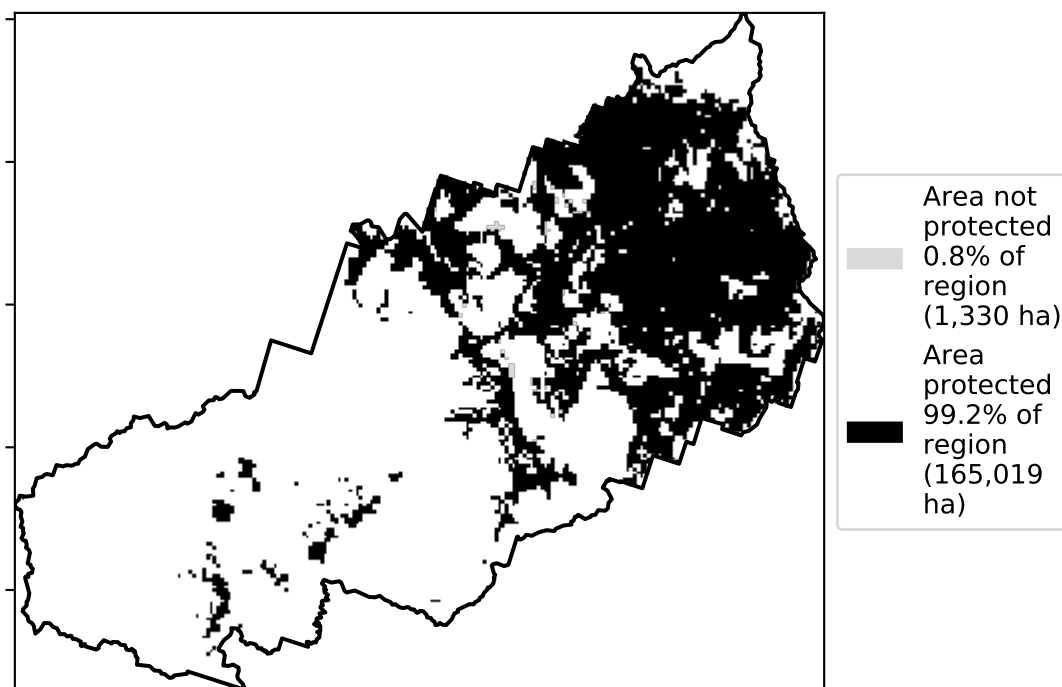 Area not
protected
0.8% of
region
(1,330 ha)
Area
protected
99.2% of
region
(165,019
ha)